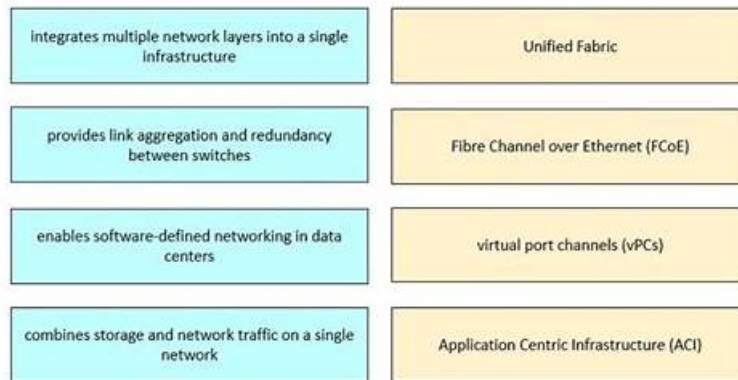 integrates multiple network layers into a single
infrastructure
Unified Fabric
provides link aggregation and redundancy
between switches
Fibre Channel over Ethernet (FCoE)
enables software-defined networking in data
centers
virtual port channels (vPCs)
combines storage and network traffic on a single
network
Application Centric Infrastructure (ACI)